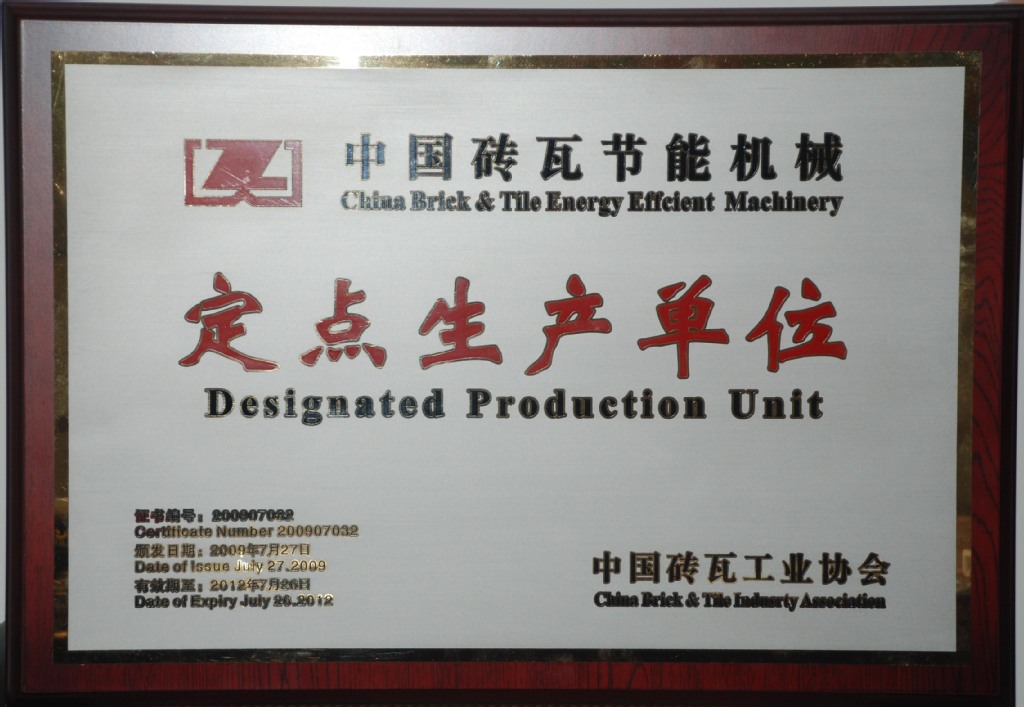 中国砖瓦节能机械
China Brick & Tile Energy Effcient Machinery
定点生产单位
Designated Production Unit
证书编号：200907032
Certificate Number 200907032
颁发日期：2009年7月27日
Date of Issue July 27.2009
有效期至：2012年7月26日
Date of Expiry July 26.2012
中国砖瓦工业协会
China Brick & Tile Indusrty Association